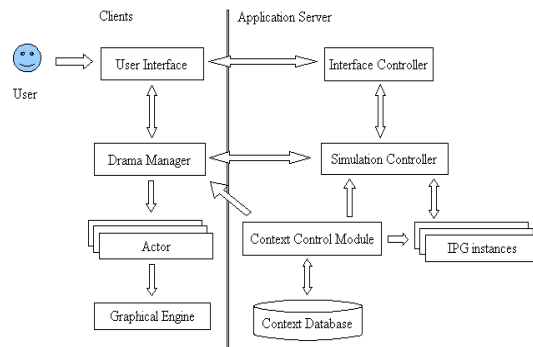 Clients
Application Server
User
User Interface
Interface Controller
Drama Manager
Simulation Controller
Actor
Context Control Module
IPG instances
Graphical Engine
Context Database